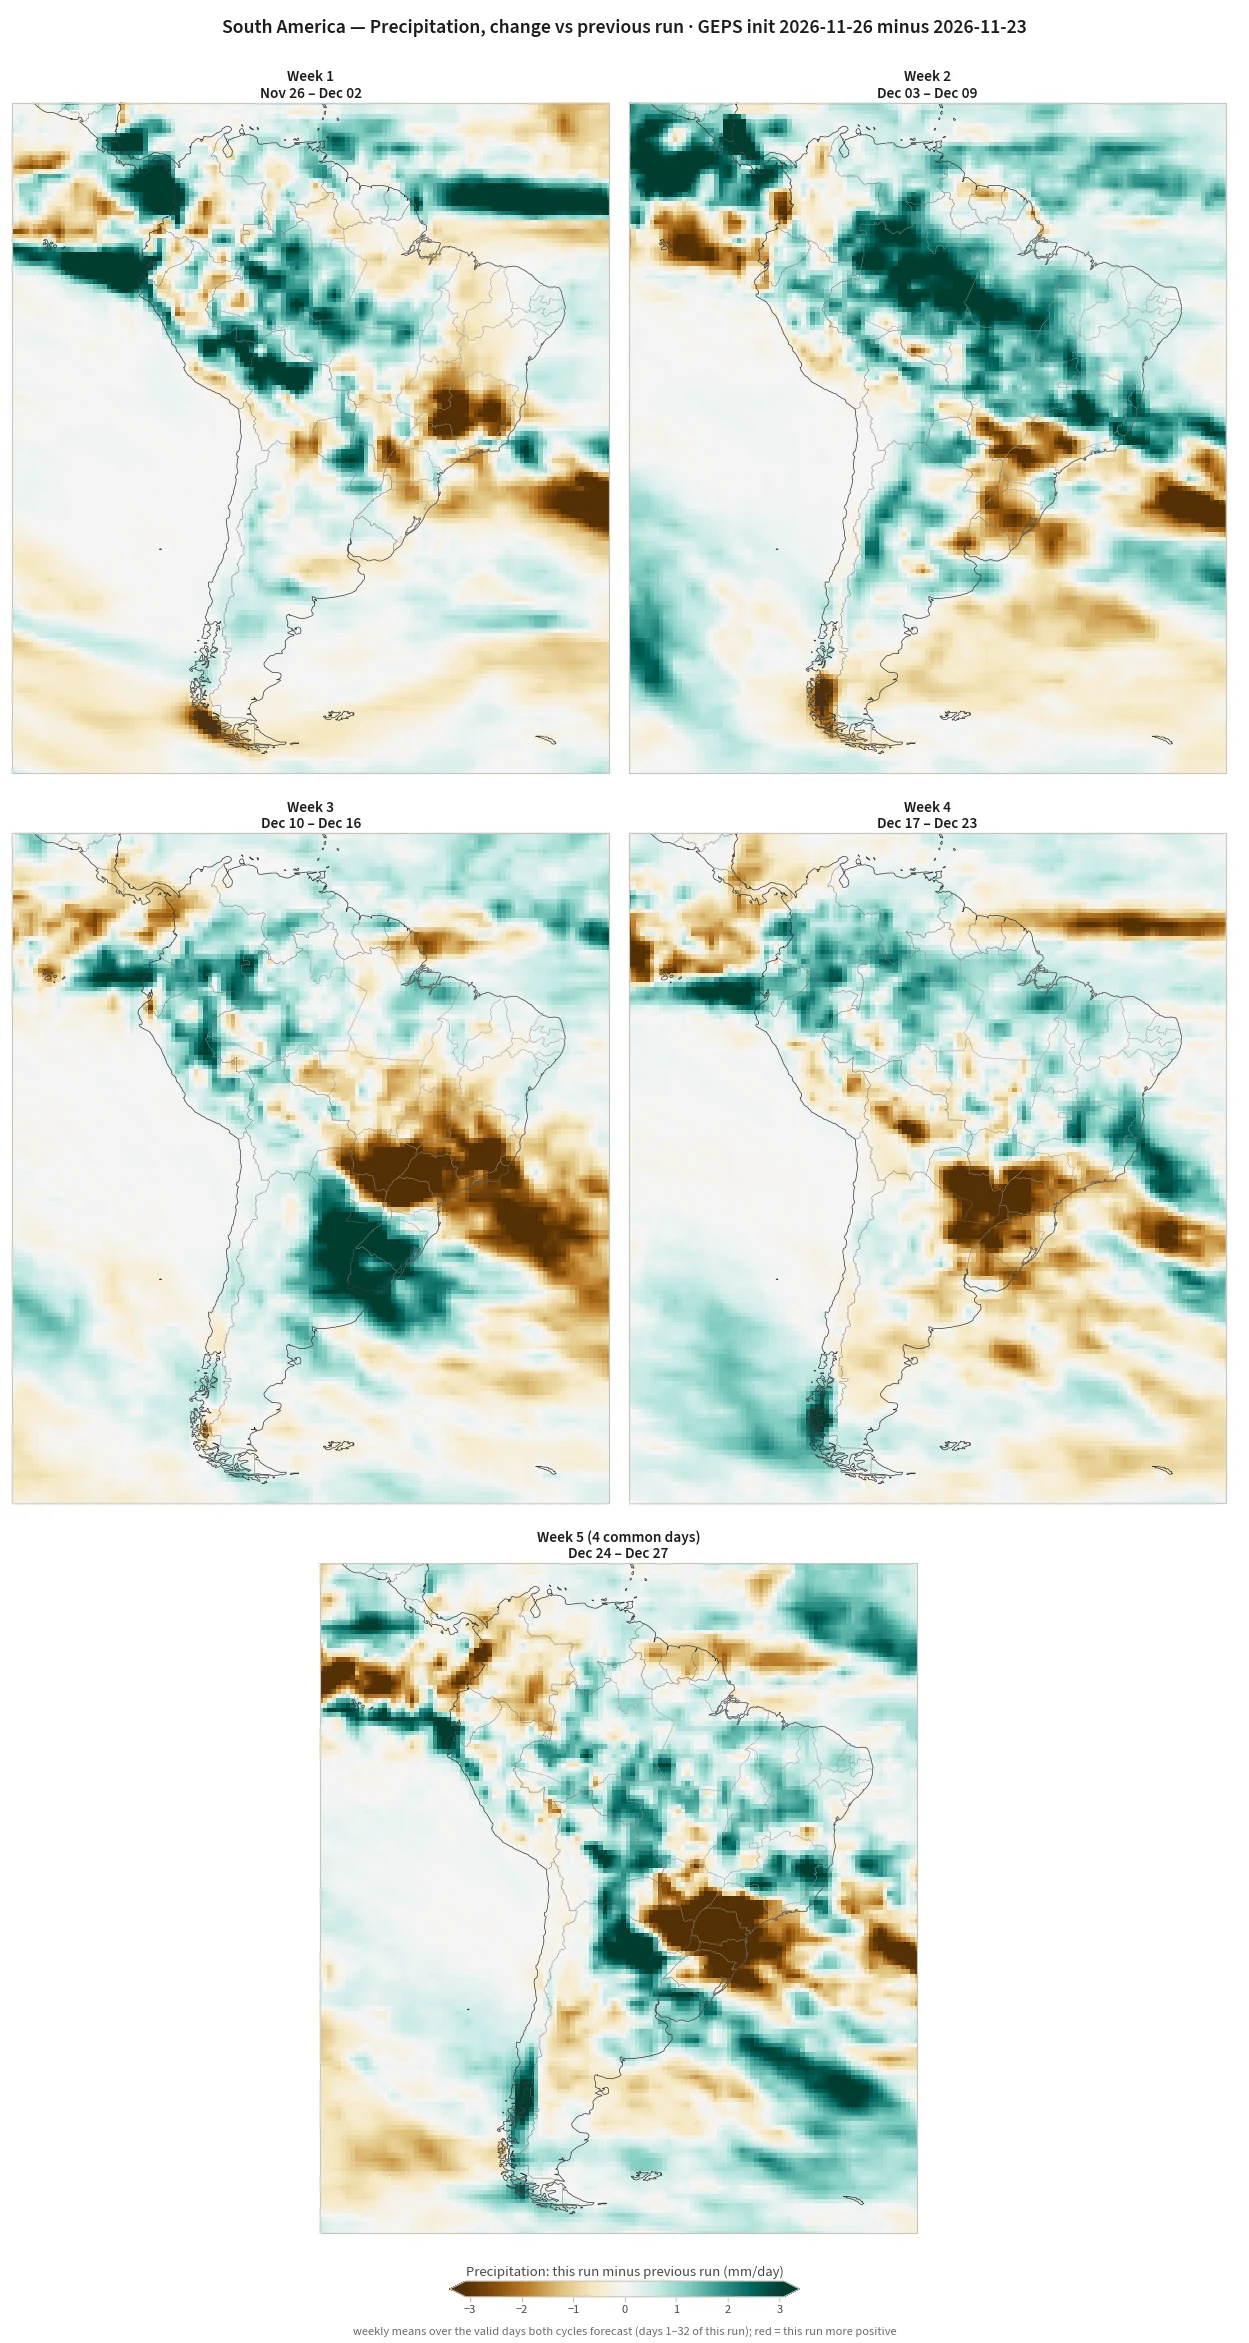 South America — Precipitation, change vs previous run · GEPS init 2026-11-26 minus 2026-11-23
Week 1
Nov 26 – Dec 02
Week 2
Dec 03 – Dec 09
Week 3
Dec 10 – Dec 16
Week 4
Dec 17 – Dec 23
Week 5 (4 common days)
Dec 24 – Dec 27
Precipitation: this run minus previous run (mm/day)
−3 −2 −1 0 1 2 3
weekly means over the valid days both cycles forecast (days 1–32 of this run); red = this run more positive